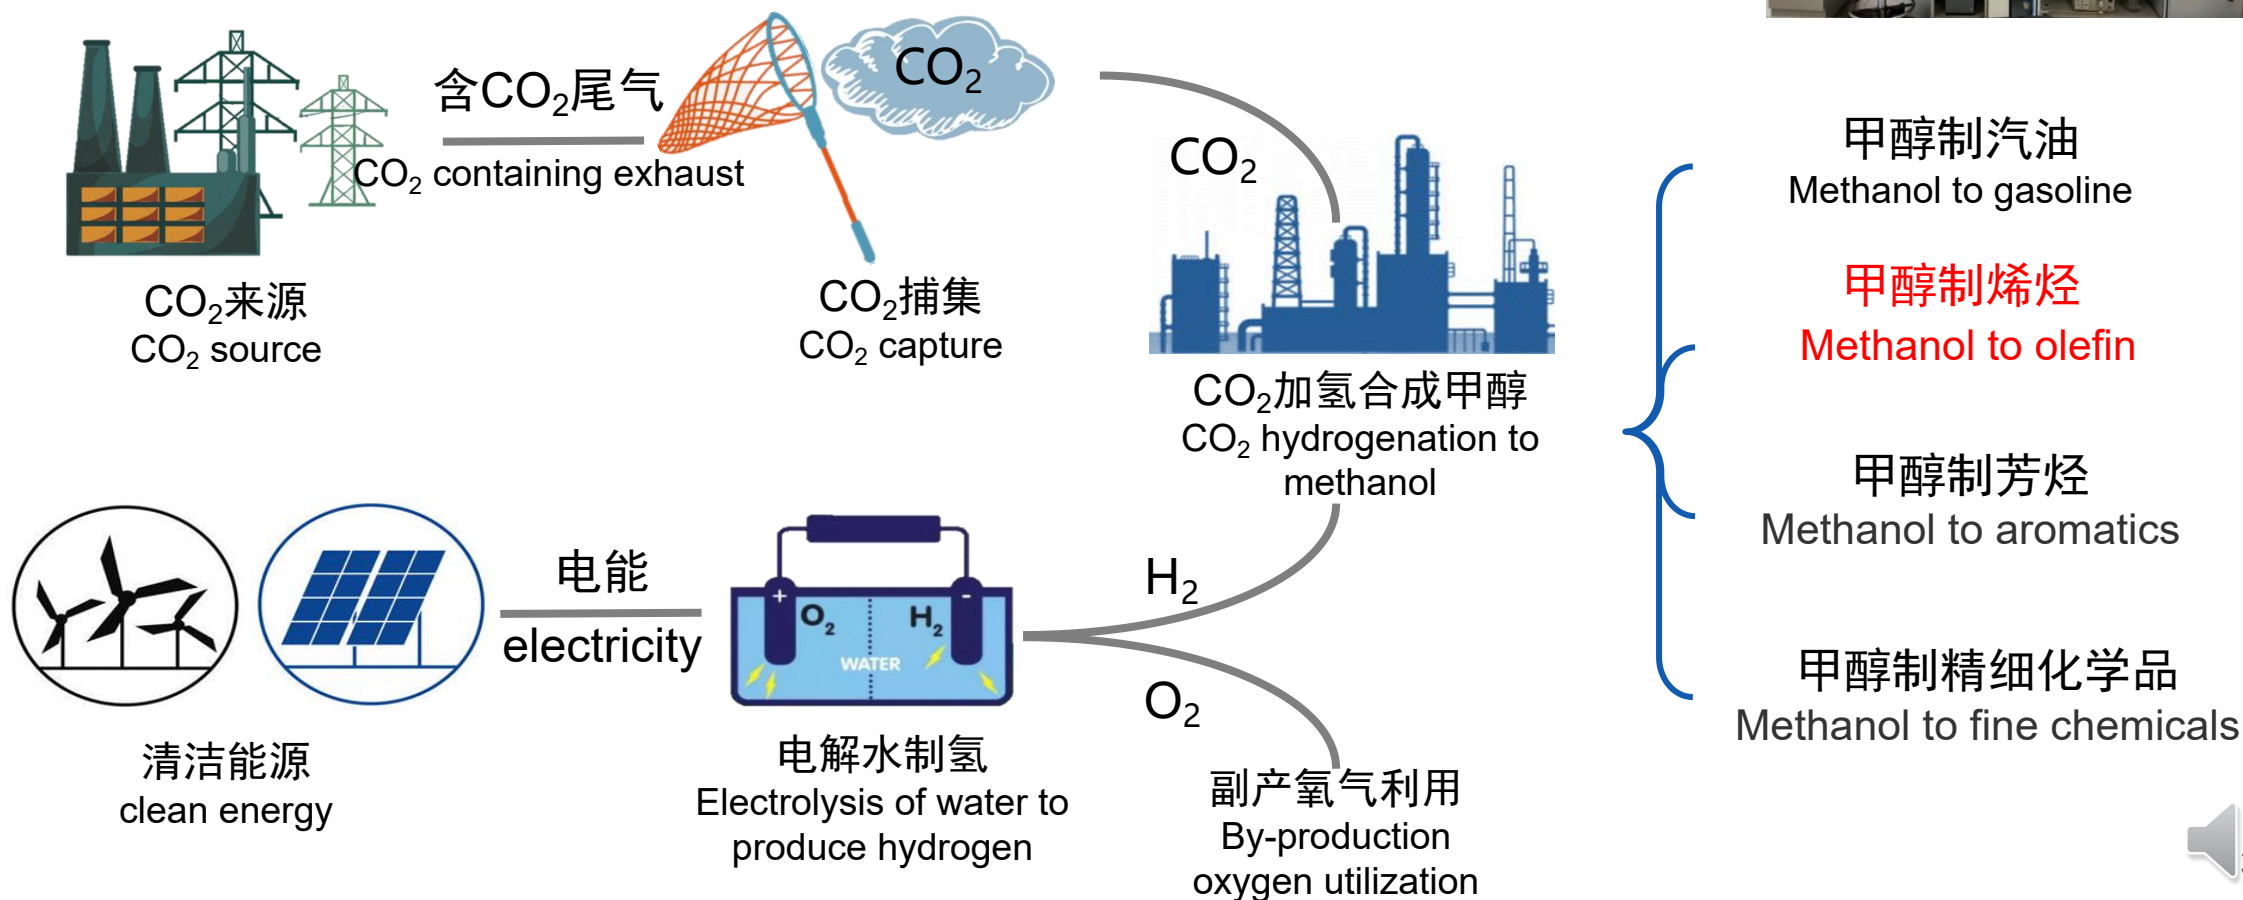 含CO₂尾气
CO₂ containing exhaust
CO₂
CO₂来源
CO₂ source
CO₂捕集
CO₂ capture
CO₂
CO₂加氢合成甲醇
CO₂ hydrogenation to
methanol
清洁能源
clean energy
电能
electricity
+
O₂
H₂
-
WATER
电解水制氢
Electrolysis of water to
produce hydrogen
H₂
O₂
副产氧气利用
By-production
oxygen utilization
甲醇制汽油
Methanol to gasoline
甲醇制烯烃
Methanol to olefin
甲醇制芳烃
Methanol to aromatics
甲醇制精细化学品
Methanol to fine chemicals